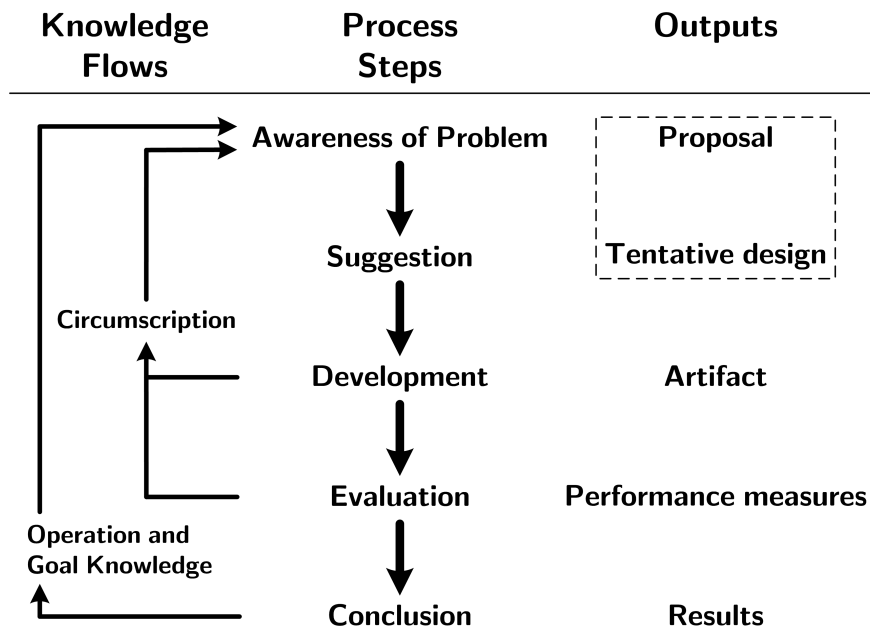 Knowledge
Flows
Process
Steps
Outputs
Awareness of Problem
Proposal
Suggestion
Tentative design
Circumscription
Development
Artifact
Evaluation
Performance measures
Operation and
Goal Knowledge
Conclusion
Results